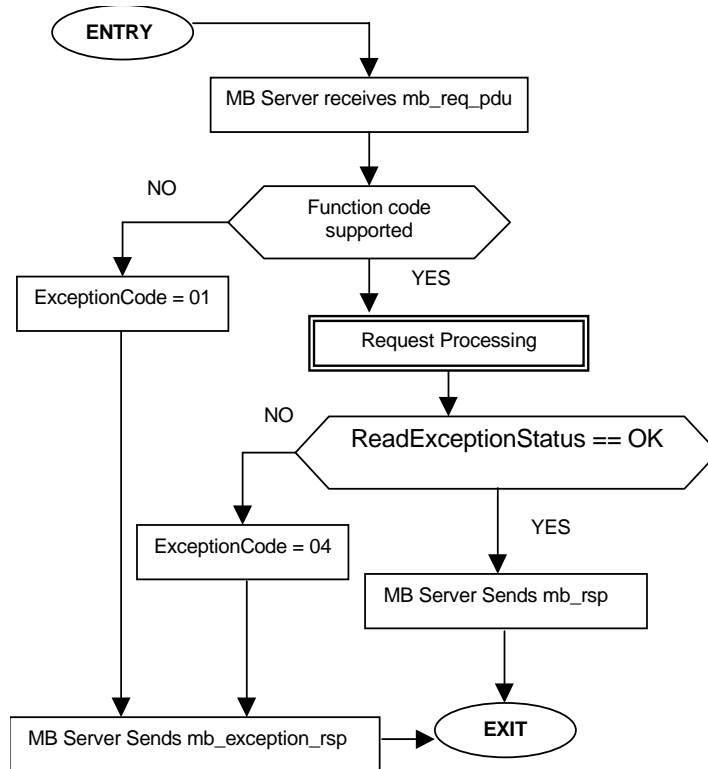 ENTRY
MB Server receives mb_req_pdu
NO
Function code
supported
YES
ExceptionCode = 01
Request Processing
NO
ReadExceptionStatus == OK
YES
ExceptionCode = 04
MB Server Sends mb_rsp
MB Server Sends mb_exception_rsp
EXIT